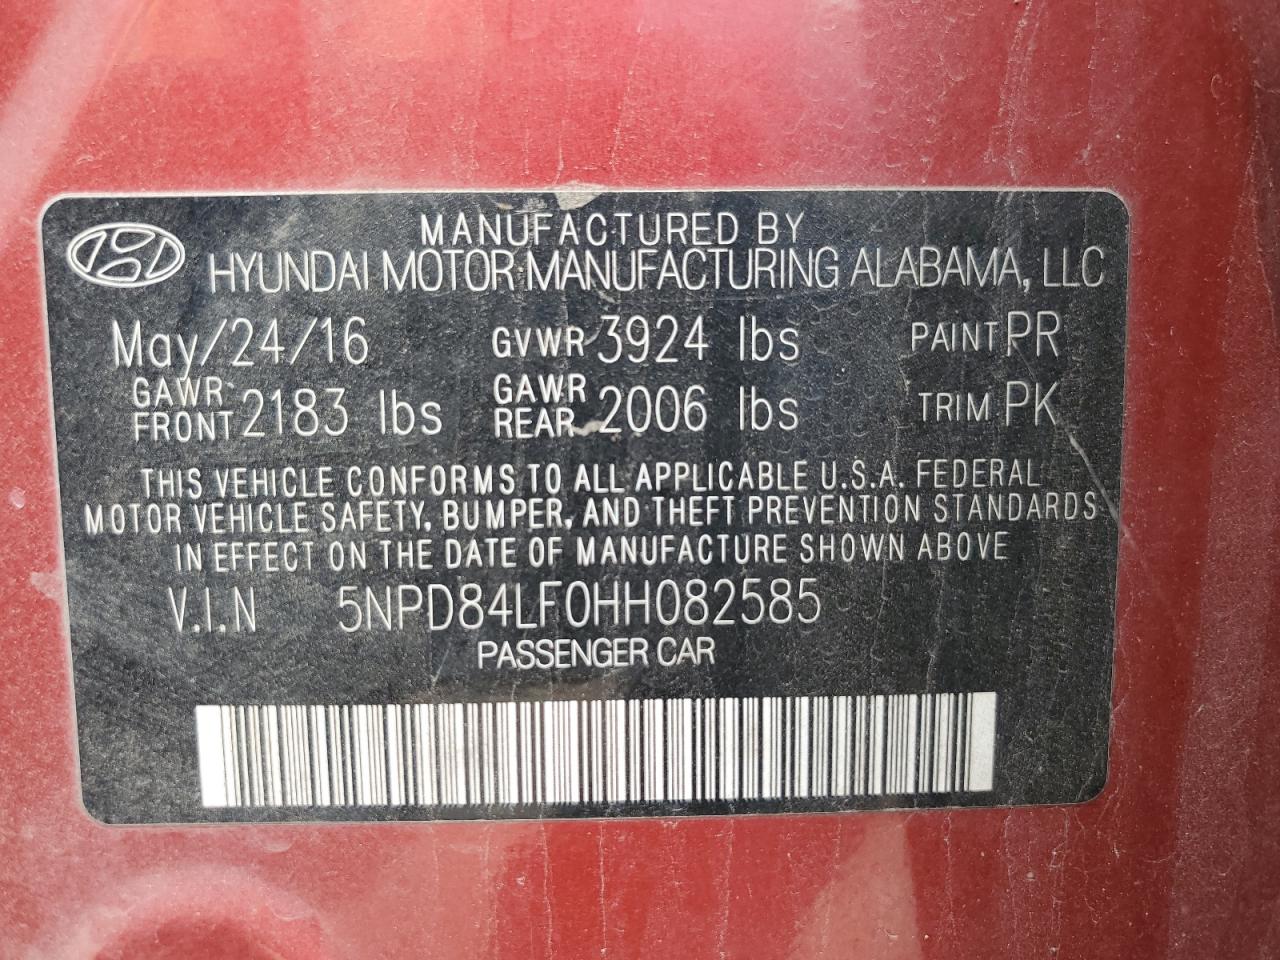 MANUFACTURED BY
HYUNDAI MOTOR MANUFACTURING ALABAMA, LLC
May/24/16 GVWR 3924 lbs PAINT PR
GAWR FRONT 2183 lbs GAWR REAR 2006 lbs TRIM PK
THIS VEHICLE CONFORMS TO ALL APPLICABLE U.S.A. FEDERAL
MOTOR VEHICLE SAFETY, BUMPER, AND THEFT PREVENTION STANDARDS
IN EFFECT ON THE DATE OF MANUFACTURE SHOWN ABOVE
V.I.N 5NPD84LF0HH082585
PASSENGER CAR